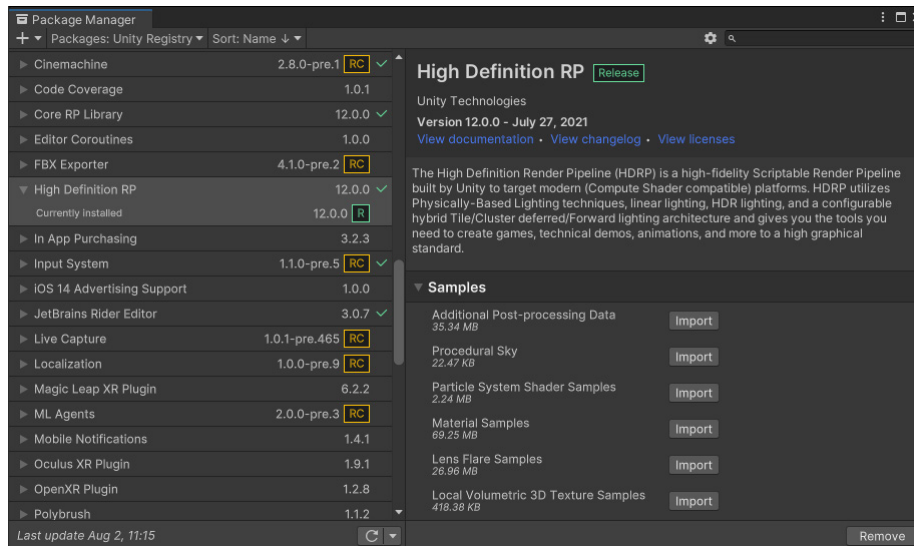 Package Manager
+ Packages: Unity Registry Sort: Name ↓
Cinemachine 2.8.0-pre.1 RC
Code Coverage 1.0.1
Core RP Library 12.0.0
Editor Coroutines 1.0.0
FBX Exporter 4.1.0-pre.2 RC
High Definition RP 12.0.0
Currently installed 12.0.0 R
In App Purchasing 3.2.3
Input System 1.1.0-pre.5 RC
iOS 14 Advertising Support 1.0.0
JetBrains Rider Editor 3.0.7
Live Capture 1.0.1-pre.465 RC
Localization 1.0.0-pre.9 RC
Magic Leap XR Plugin 6.2.2
ML Agents 2.0.0-pre.3 RC
Mobile Notifications 1.4.1
Oculus XR Plugin 1.9.1
OpenXR Plugin 1.2.8
Polybrush 1.1.2
Last update Aug 2, 11:15
High Definition RP Release
Unity Technologies
Version 12.0.0 - July 27, 2021
View documentation • View changelog • View licenses
The High Definition Render Pipeline (HDRP) is a high-fidelity Scriptable Render Pipeline
built by Unity to target modern (Compute Shader compatible) platforms. HDRP utilizes
Physically-Based Lighting techniques, linear lighting, HDR lighting, and a configurable
hybrid Tile/Cluster deferred/Forward lighting architecture and gives you the tools you
need to create games, technical demos, animations, and more to a high graphical
standard.
Samples
Additional Post-processing Data
35.34 MB
Import
Procedural Sky
22.47 KB
Import
Particle System Shader Samples
2.24 MB
Import
Material Samples
69.25 MB
Import
Lens Flare Samples
26.96 MB
Import
Local Volumetric 3D Texture Samples
418.38 KB
Import
Remove